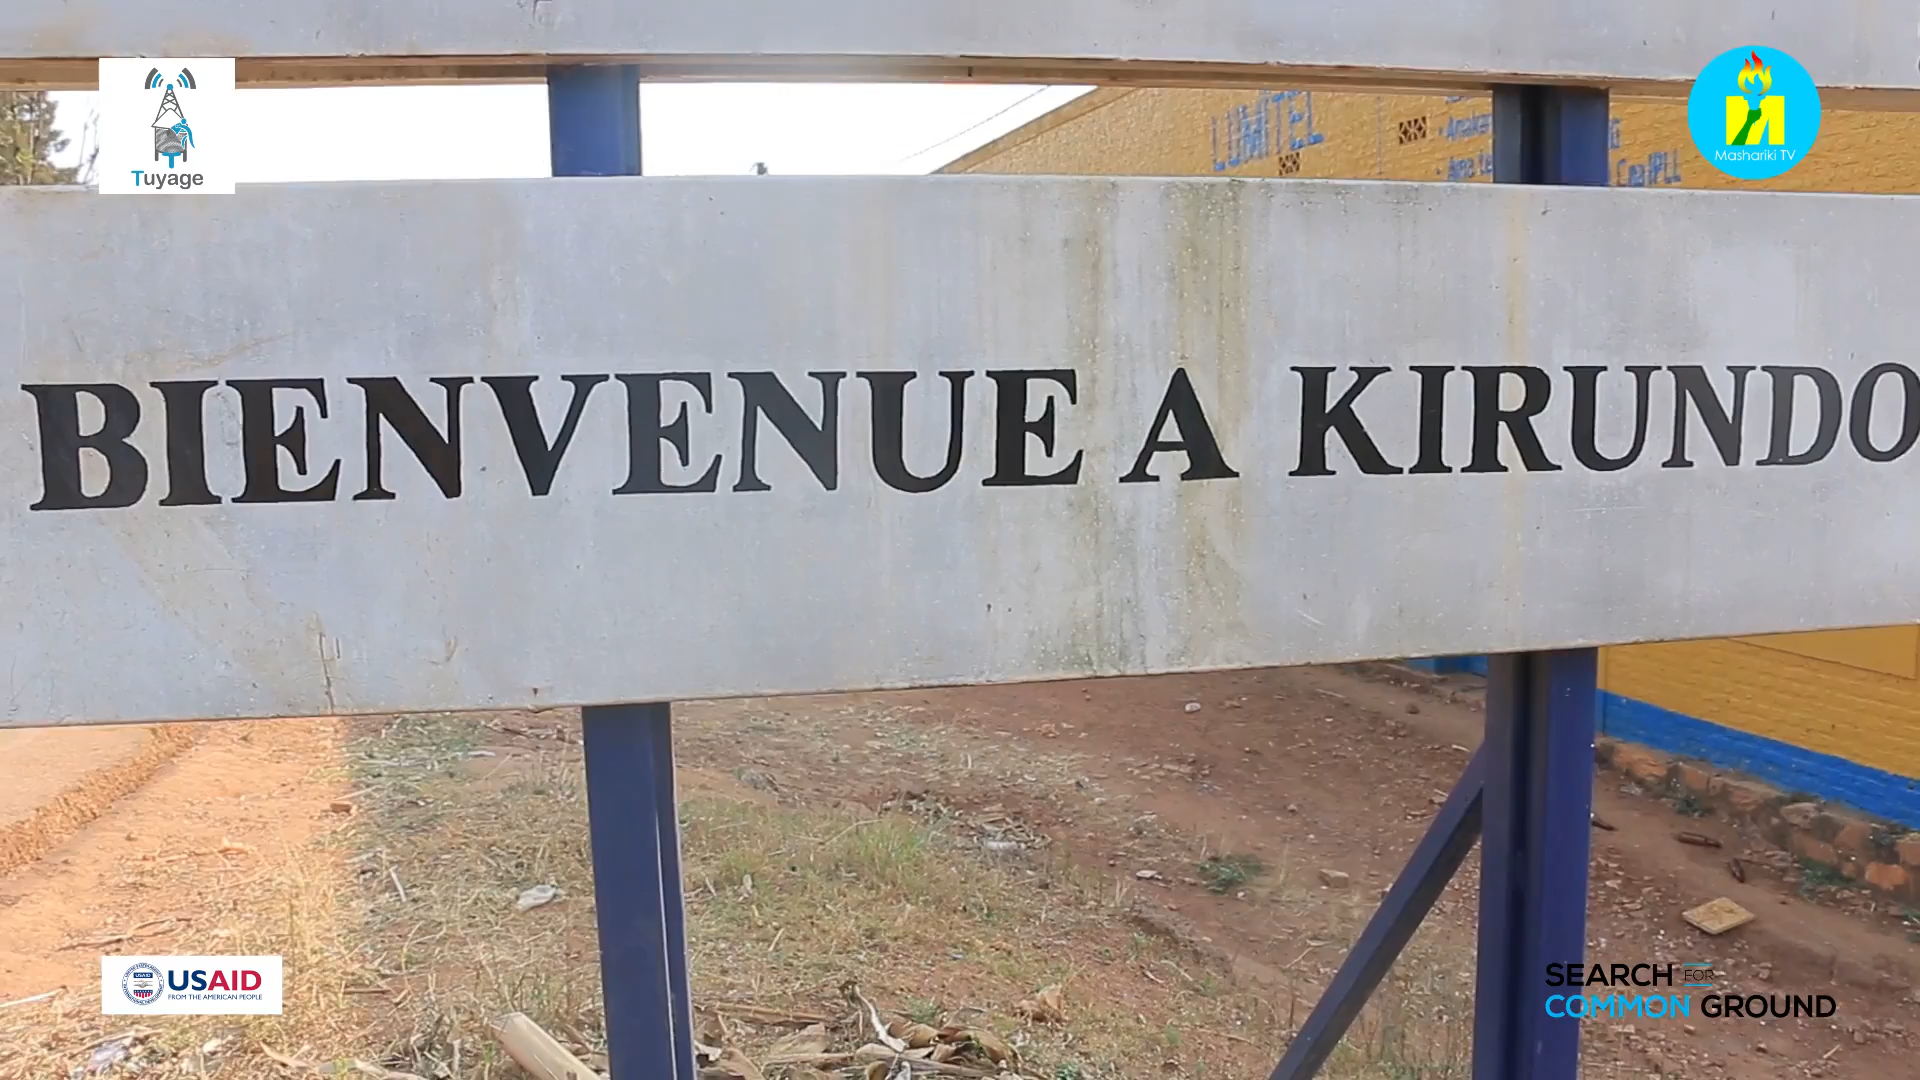 Tuyage
Mashariki TV
LUMITEL
BIENVENUE A KIRUNDO
USAID
FROM THE AMERICAN PEOPLE
SEARCH FOR
COMMON GROUND